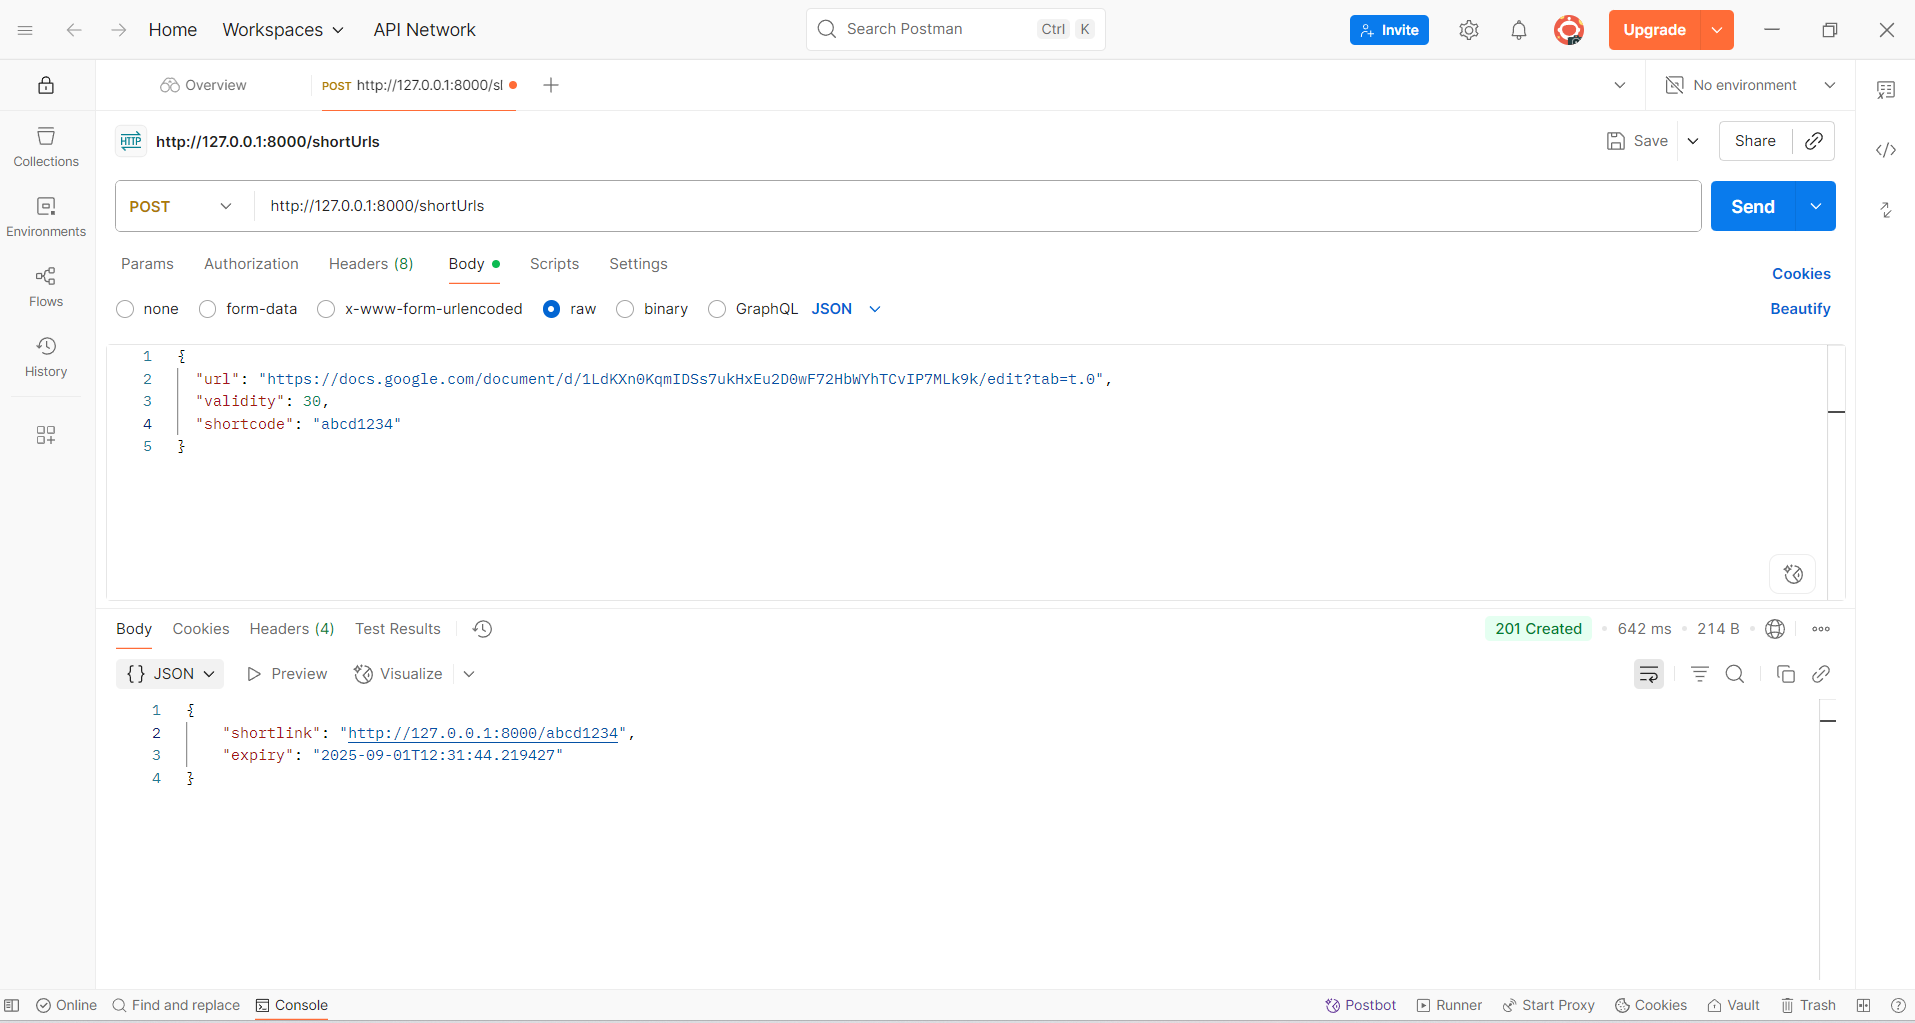 Home Workspaces API Network Search Postman Ctrl K Invite Upgrade
Overview POST http://127.0.0.1:8000/sl No environment
HTTP http://127.0.0.1:8000/shortUrls Save Share
POST http://127.0.0.1:8000/shortUrls Send
Collections
Environments
Flows
History
Params Authorization Headers (8) Body Scripts Settings Cookies
none form-data x-www-form-urlencoded raw binary GraphQL JSON Beautify
1 {
2 "url": "https://docs.google.com/document/d/1LdKXn0KqmIDSs7ukHxEu2D0wF72HbWYhTCvIP7MLk9k/edit?tab=t.0",
3 "validity": 30,
4 "shortcode": "abcd1234"
5 }
Body Cookies Headers (4) Test Results 201 Created 642 ms 214 B
{} JSON Preview Visualize
1 {
2 "shortlink": "http://127.0.0.1:8000/abcd1234",
3 "expiry": "2025-09-01T12:31:44.219427"
4 }
Online Find and replace Console Postbot Runner Start Proxy Cookies Vault Trash